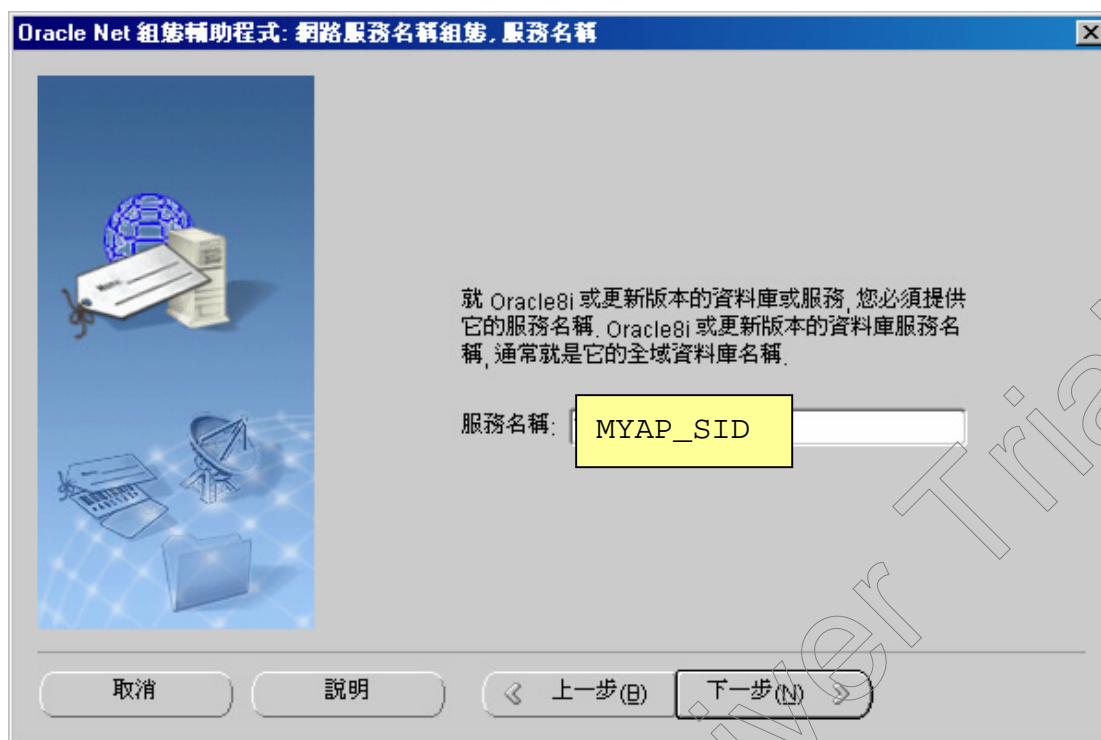 Oracle Net 組態輔助程式: 網路服務名稱組態, 服務名稱
就 Oracle8i 或更新版本的資料庫或服務, 您必須提供
它的服務名稱. Oracle8i 或更新版本的資料庫服務名
稱, 通常就是它的全域資料庫名稱.
服務名稱: MYAP_SID
取消 說明 上一步(B) 下一步(N)